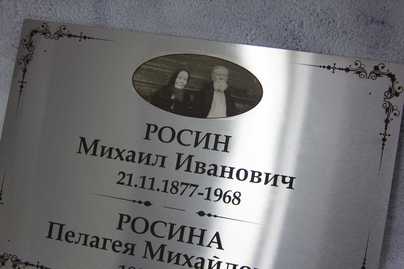 РОСИН
Михаил Иванович
21.11.1877-1968
РОСИНА
Пелагея